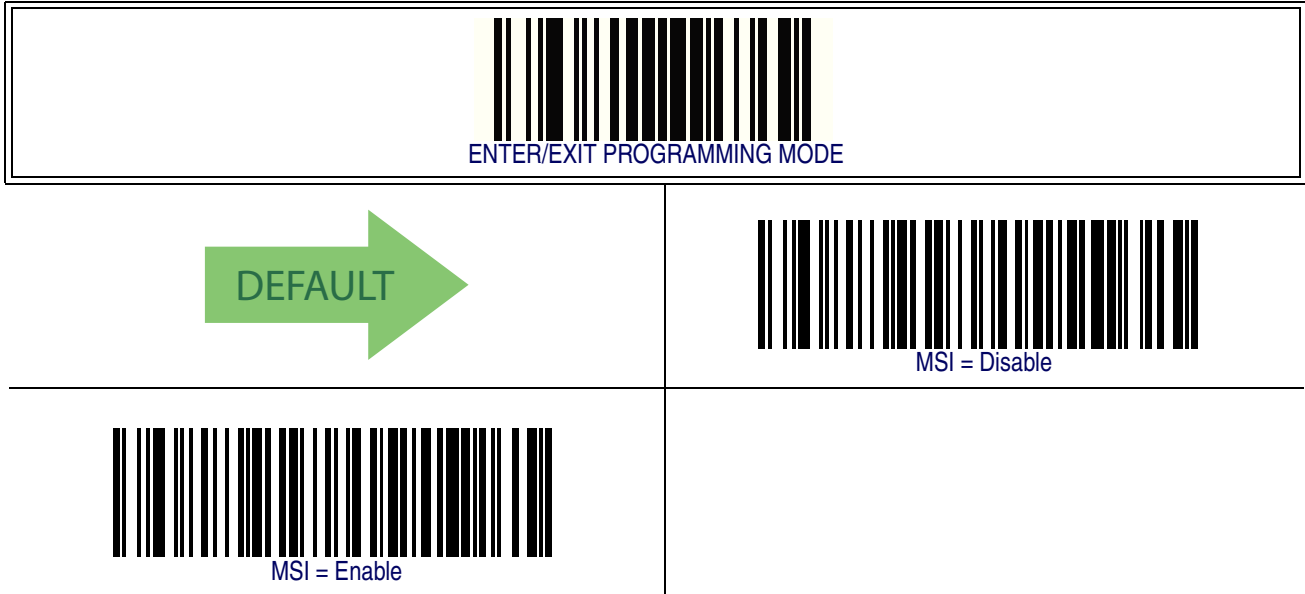 ENTER/EXIT PROGRAMMING MODE
DEFAULT
MSI = Disable
MSI = Enable